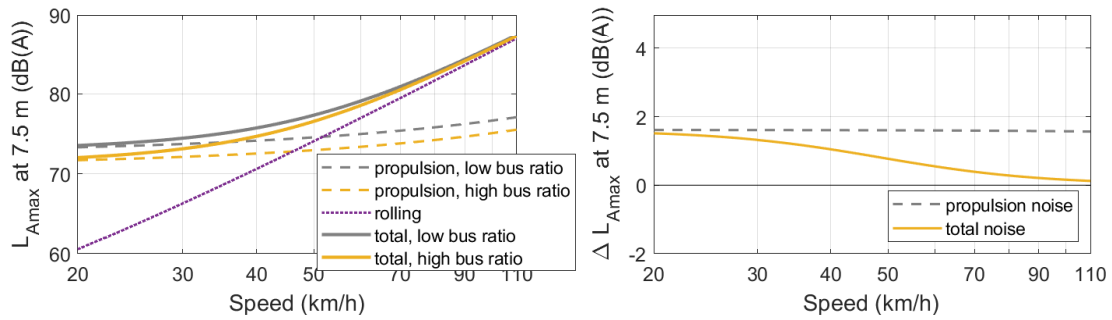 L_Amax at 7.5 m (dB(A))
90
80
70
60
20
30
40
50
70
90
110
Speed (km/h)
propulsion, low bus ratio
propulsion, high bus ratio
rolling
total, low bus ratio
total, high bus ratio
Δ L_Amax at 7.5 m (dB(A))
4
2
0
-2
20
30
40
50
60
70
80
90
110
Speed (km/h)
propulsion noise
total noise